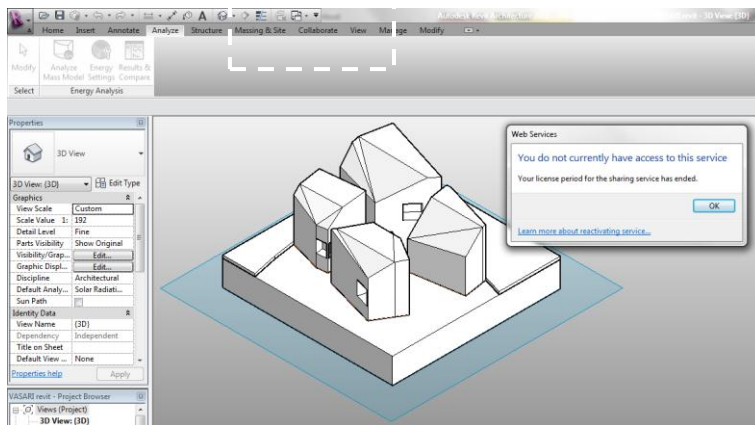 - 3D View: {3D}
Home Insert Annotate Analyze Structure Massing & Site Collaborate View Manage Modify
Modify Analyze Mass Model Energy Settings Results & Compare
Select Energy Analysis
Properties
3D View
3D View: {3D} Edit Type
Graphics
View Scale Custom
Scale Value 1: 192
Detail Level Fine
Parts Visibility Show Original
Visibility/Grap... Edit...
Graphic Displ... Edit...
Discipline Architectural
Default Analy... Solar Radiati...
Sun Path
Identity Data
View Name {3D}
Dependency Independent
Title on Sheet
Default View ... None
Properties help Apply
VASARI revit - Project Browser
Views (Project)
3D View: {3D}
Web Services
You do not currently have access to this service
Your license period for the sharing service has ended.
OK
Learn more about reactivating service...